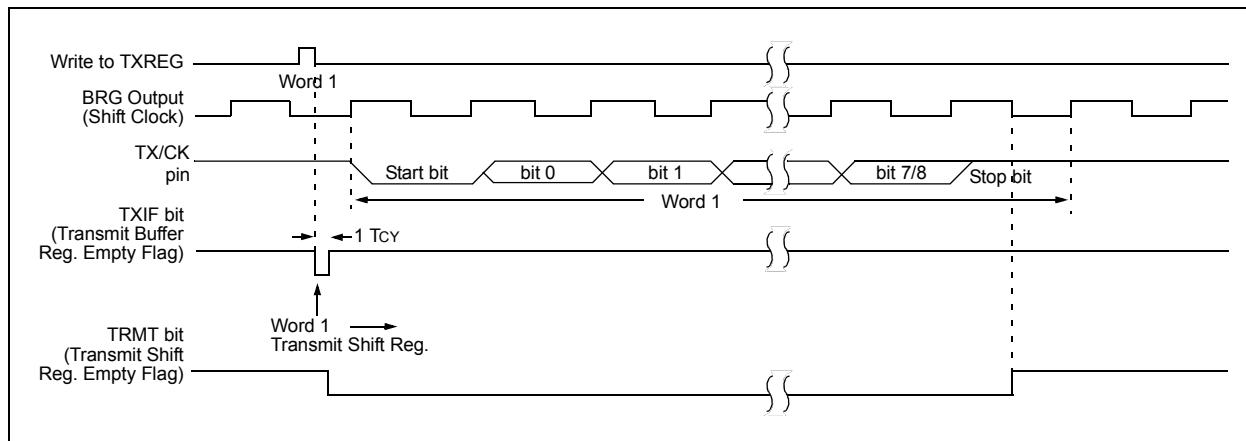 Write to TXREG
Word 1
BRG Output
(Shift Clock)
TX/CK
pin
Start bit
bit 0
bit 1
bit 7/8
Stop bit
Word 1
TXIF bit
(Transmit Buffer
Reg. Empty Flag)
1 TCY
Word 1
Transmit Shift Reg.
TRMT bit
(Transmit Shift
Reg. Empty Flag)